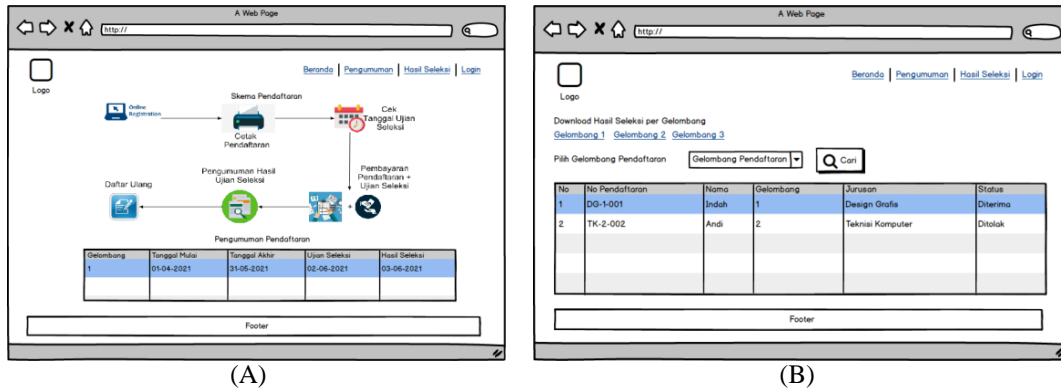 A Web Page
http://
Logo
Beranda | Pengumuman | Hasil Seleksi | Login
Skema Pendaftaran
Online Registration
Cetak Pendaftaran
Cek Tanggal Ujian Seleksi
Pembayaran Pendaftaran + Ujian Seleksi
+
Pengumuman Hasil Ujian Seleksi
Daftar Ulang
Pengumuman Pendaftaran
Gelombang Tanggal Mulai Tanggal Akhir Ujian Seleksi Hasil Seleksi
1 01-04-2021 31-05-2021 02-06-2021 03-06-2021
Footer
(A)
A Web Page
http://
Logo
Beranda | Pengumuman | Hasil Seleksi | Login
Download Hasil Seleksi per Gelombang
Gelombang 1 Gelombang 2 Gelombang 3
Pilih Gelombang Pendaftaran Gelombang Pendaftaran Cari
No No Pendaftaran Nama Gelombang Jurusan Status
1 DG-1-001 Indah 1 Design Grafis Diterima
2 TK-2-002 Andi 2 Teknisi Komputer Ditolak
Footer
(B)